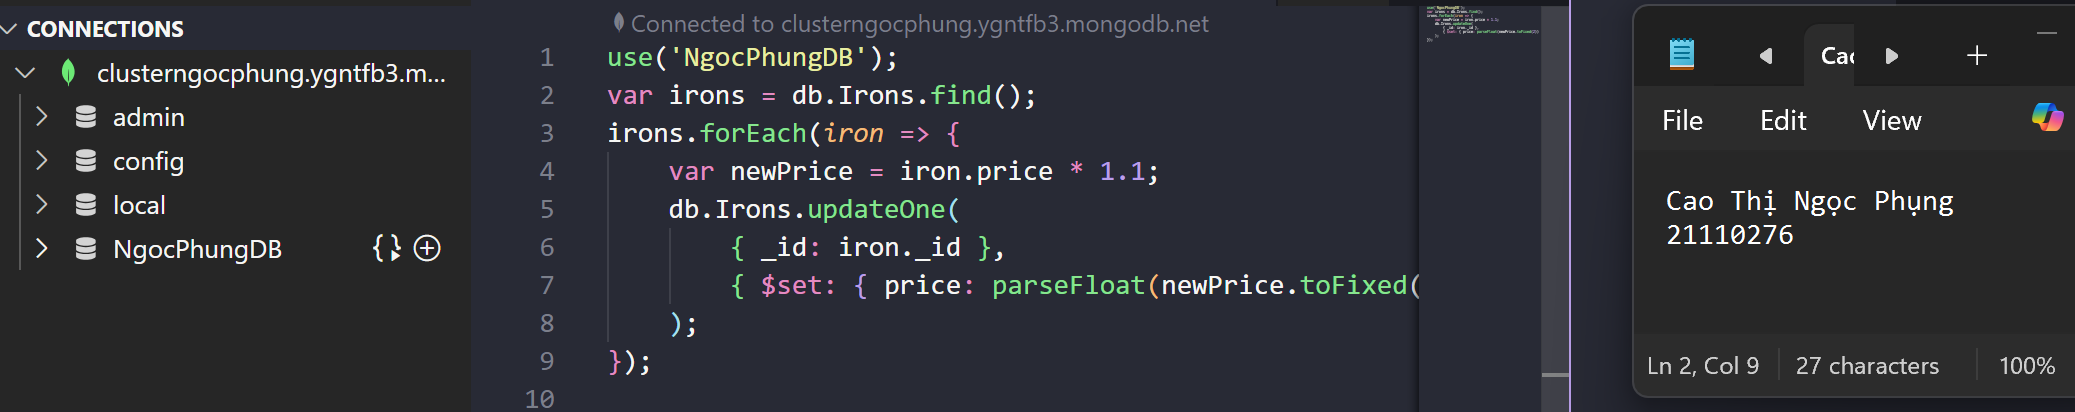 CONNECTIONS
clusterngocphung.ygntfb3.m...
admin
config
local
NgocPhungDB
Connected to clusterngocphung.ygntfb3.mongodb.net
1 use('NgocPhungDB');
2 var irons = db.Irons.find();
3 irons.forEach(iron => {
4 var newPrice = iron.price * 1.1;
5 db.Irons.updateOne(
6 { _id: iron._id },
7 { $set: { price: parseFloat(newPrice.toFixed(
8 );
9 });
10
Cao
File Edit View
Cao Thị Ngọc Phụng
21110276
Ln 2, Col 9 27 characters 100%